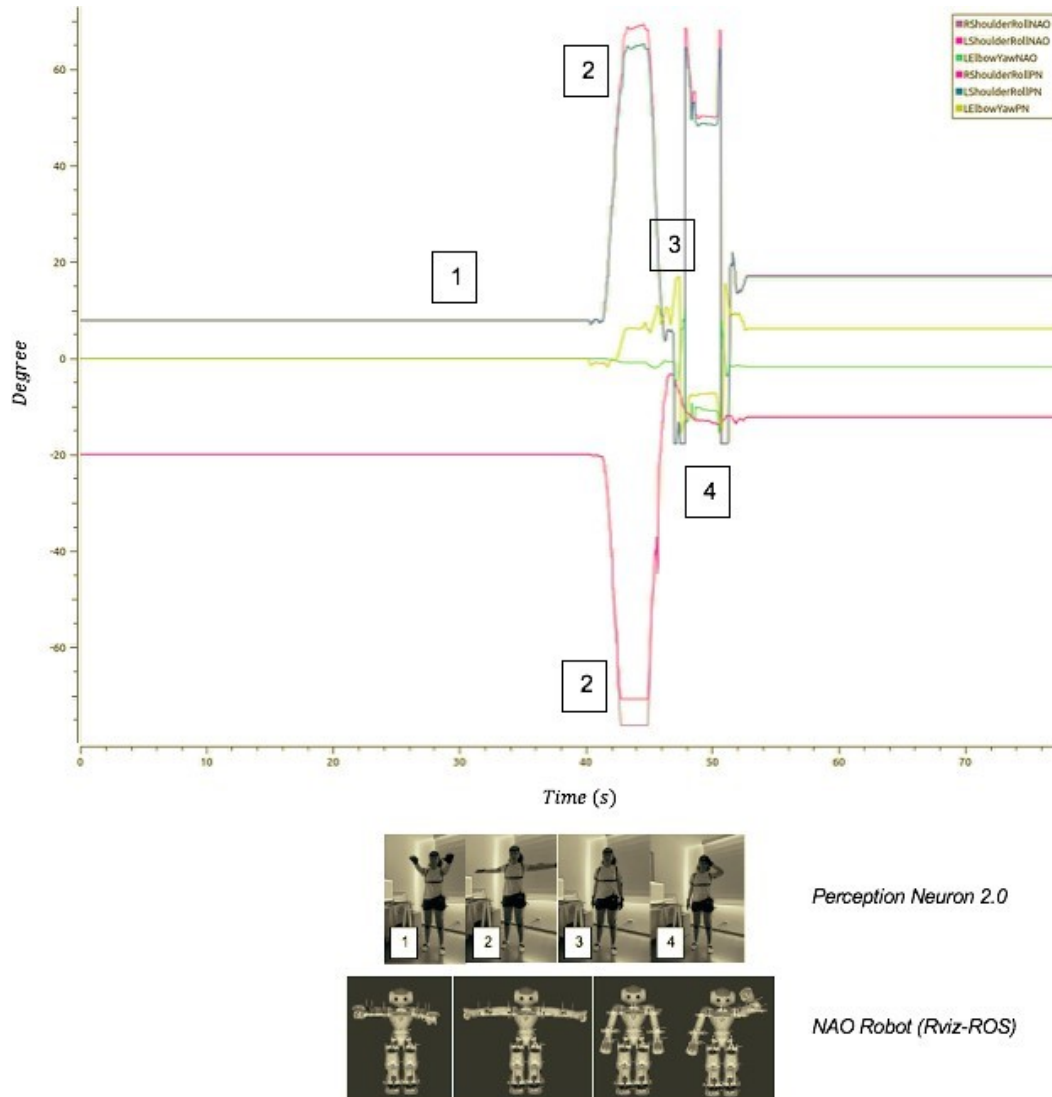 RShoulderRollNAO
LShoulderRollNAO
LElbowYawNAO
RShoulderRollPN
LShoulderRollPN
LElbowYawPN
60
2
40
3
20
1
0
Degree
-20
4
-40
-60
2
0 10 20 30 40 50 60 70
Time (s)
1 2 3 4
Perception Neuron 2.0
NAO Robot (Rviz-ROS)